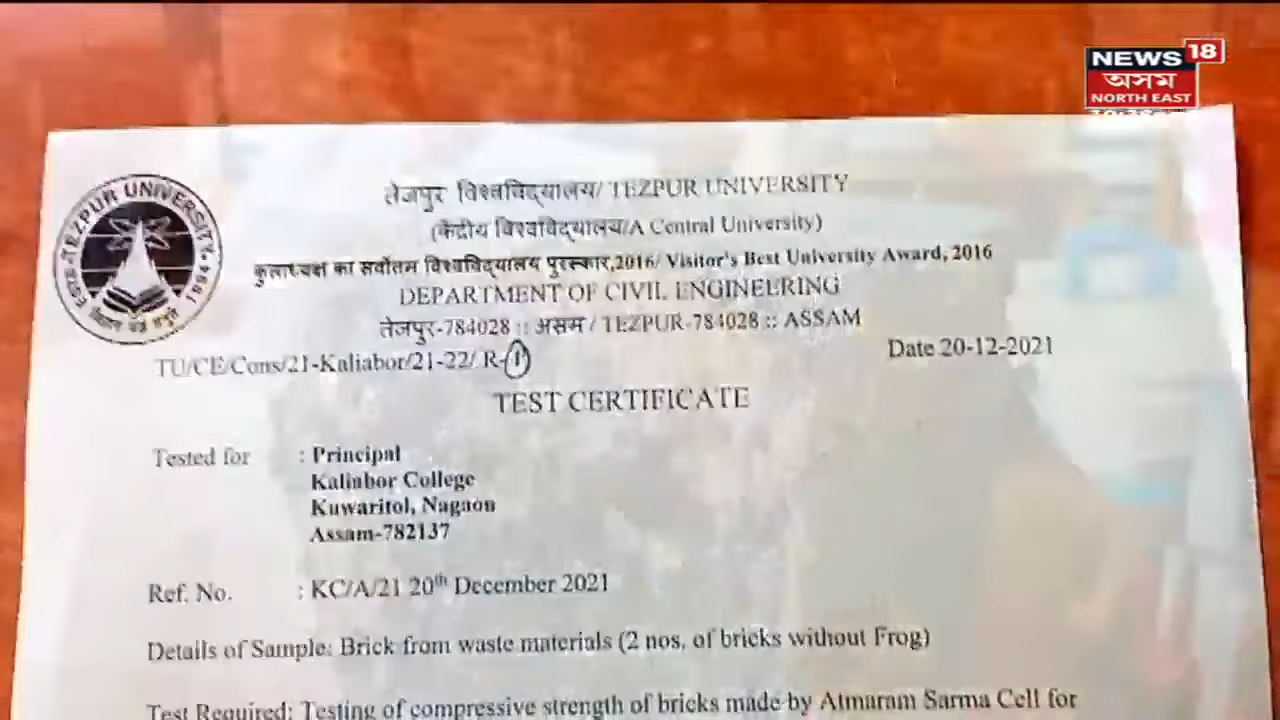 NEWS 18
অসম
NORTH EAST
TEZPUR UNIVERSITY
1994
तेजपुर विश्वविद्यालय/ TEZPUR UNIVERSITY
(केंद्रीय विश्वविद्यालय/A Central University)
कुलाध्यक्ष का सर्वोतम विश्वविद्यालय पुरस्कार,2016/ Visitor's Best University Award, 2016
DEPARTMENT OF CIVIL ENGINEERING
तेजपुर-784028 :: असम / TEZPUR-784028 :: ASSAM
TU/CE/Cons/21-Kaliabor/21-22/ R-1 Date 20-12-2021
TEST CERTIFICATE
Tested for : Principal
Kaliabor College
Kuwaritol, Nagaon
Assam-782137
Ref. No. : KC/A/21 20th December 2021
Details of Sample: Brick from waste materials (2 nos. of bricks without Frog)
Test Required: Testing of compressive strength of bricks made by Atmaram Sarma Cell for